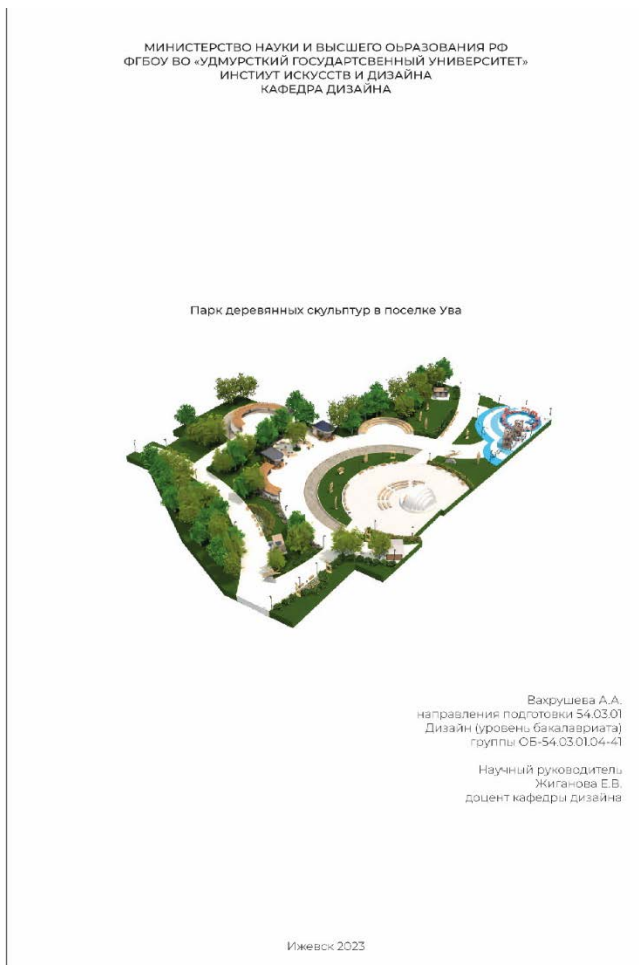 МИНИСТЕРСТВО НАУКИ И ВЫСШЕГО ОЬРАЗОВАНИЯ РФ
ФГБОУ ВО «УДМУРСТКИЙ ГОСУДАРТСВЕННЫЙ УНИВЕРСИТЕТ»
ИНСТИУТ ИСКУССТВ И ДИЗАЙНА
КАФЕДРА ДИЗАЙНА
Парк деревянных скульптур в поселке Ува
Вахрушева А.А.
направления подготовки 54.03.01
Дизайн (уровень бакалавриата)
группы ОБ-54.03.01.04-41
Научный руководитель
Жиганова Е.В.
доцент кафедры дизайна
Ижевск 2023